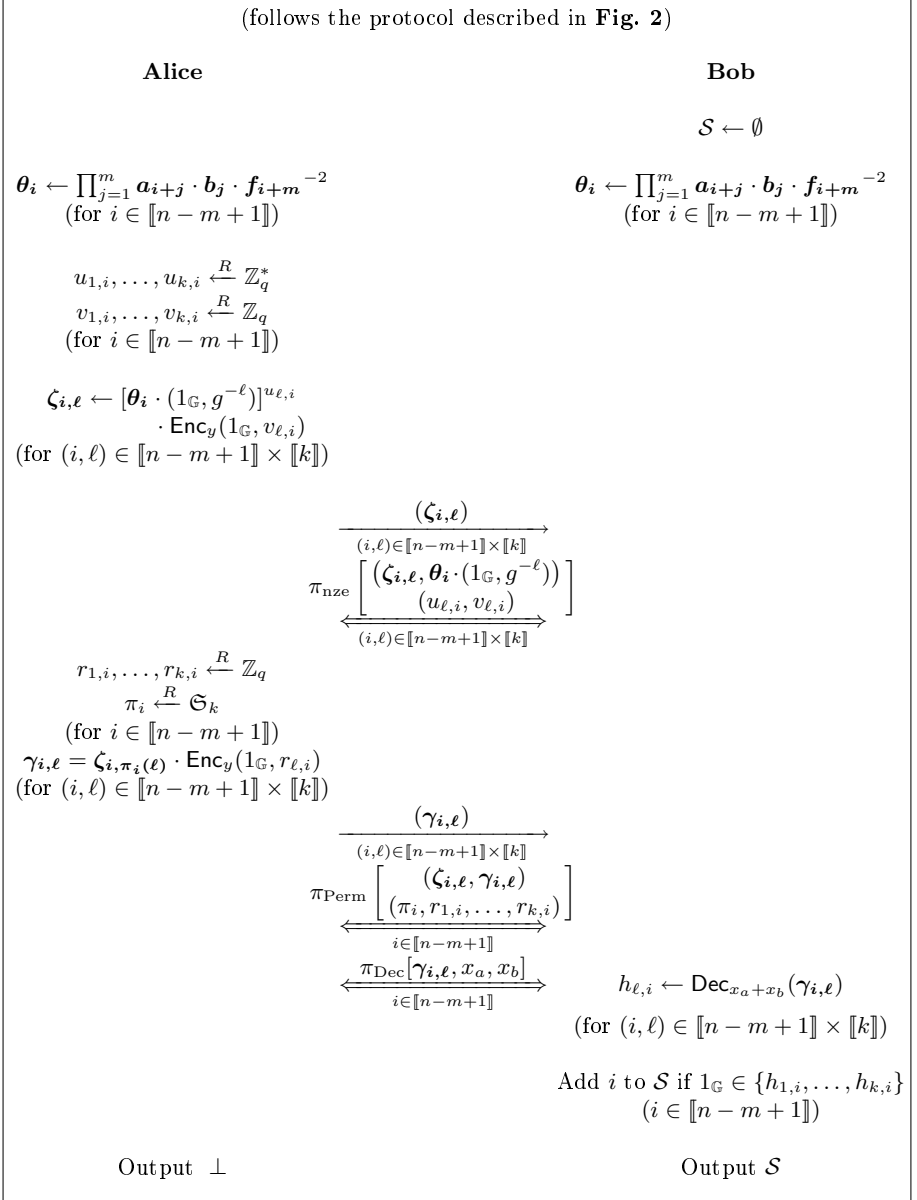 (follows the protocol described in Fig. 2)
Alice Bob
𝒮 ← ∅
θ_i ← ∏_{j=1}^{m} a_{i+j} · b_j · f_{i+m}^{−2} θ_i ← ∏_{j=1}^{m} a_{i+j} · b_j · f_{i+m}^{−2}
(for i ∈ ⟦n − m + 1⟧) (for i ∈ ⟦n − m + 1⟧)
u_{1,i}, . . . , u_{k,i} ←^R ℤ_q^*
v_{1,i}, . . . , v_{k,i} ←^R ℤ_q
(for i ∈ ⟦n − m + 1⟧)
ζ_{i,ℓ} ← [θ_i · (1_𝔾, g^{−ℓ})]^{u_{ℓ,i}}
· Enc_y(1_𝔾, v_{ℓ,i})
(for (i, ℓ) ∈ ⟦n − m + 1⟧ × ⟦k⟧)
(ζ_{i,ℓ})
(i,ℓ)∈⟦n−m+1⟧×⟦k⟧
π_nze [ (ζ_{i,ℓ}, θ_i·(1_𝔾, g^{−ℓ}))
(u_{ℓ,i}, v_{ℓ,i}) ]
(i,ℓ)∈⟦n−m+1⟧×⟦k⟧
r_{1,i}, . . . , r_{k,i} ←^R ℤ_q
π_i ←^R 𝔖_k
(for i ∈ ⟦n − m + 1⟧)
γ_{i,ℓ} = ζ_{i,π_i(ℓ)} · Enc_y(1_𝔾, r_{ℓ,i})
(for (i, ℓ) ∈ ⟦n − m + 1⟧ × ⟦k⟧)
(γ_{i,ℓ})
(i,ℓ)∈⟦n−m+1⟧×⟦k⟧
π_Perm [ (ζ_{i,ℓ}, γ_{i,ℓ})
(π_i, r_{1,i}, . . . , r_{k,i}) ]
i∈⟦n−m+1⟧
π_Dec[γ_{i,ℓ}, x_a, x_b] h_{ℓ,i} ← Dec_{x_a+x_b}(γ_{i,ℓ})
i∈⟦n−m+1⟧
(for (i, ℓ) ∈ ⟦n − m + 1⟧ × ⟦k⟧)
Add i to 𝒮 if 1_𝔾 ∈ {h_{1,i}, . . . , h_{k,i}}
(i ∈ ⟦n − m + 1⟧)
Output ⊥ Output 𝒮